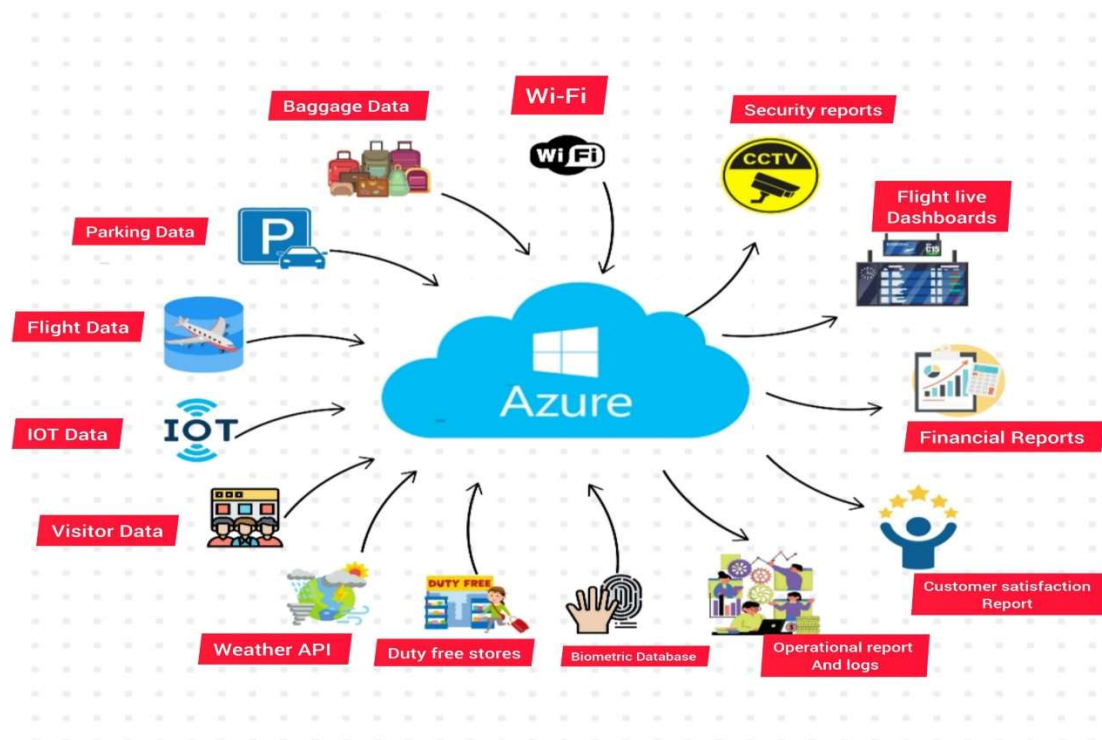 Wi-Fi
Baggage Data
Security reports
WiFi
CCTV
Flight live
Dashboards
C15
Parking Data
P
Flight Data
Azure
Financial Reports
IOT Data
IOT
Visitor Data
Customer satisfaction
Report
DUTY FREE
Weather API
Duty free stores
Biometric Database
Operational report
And logs